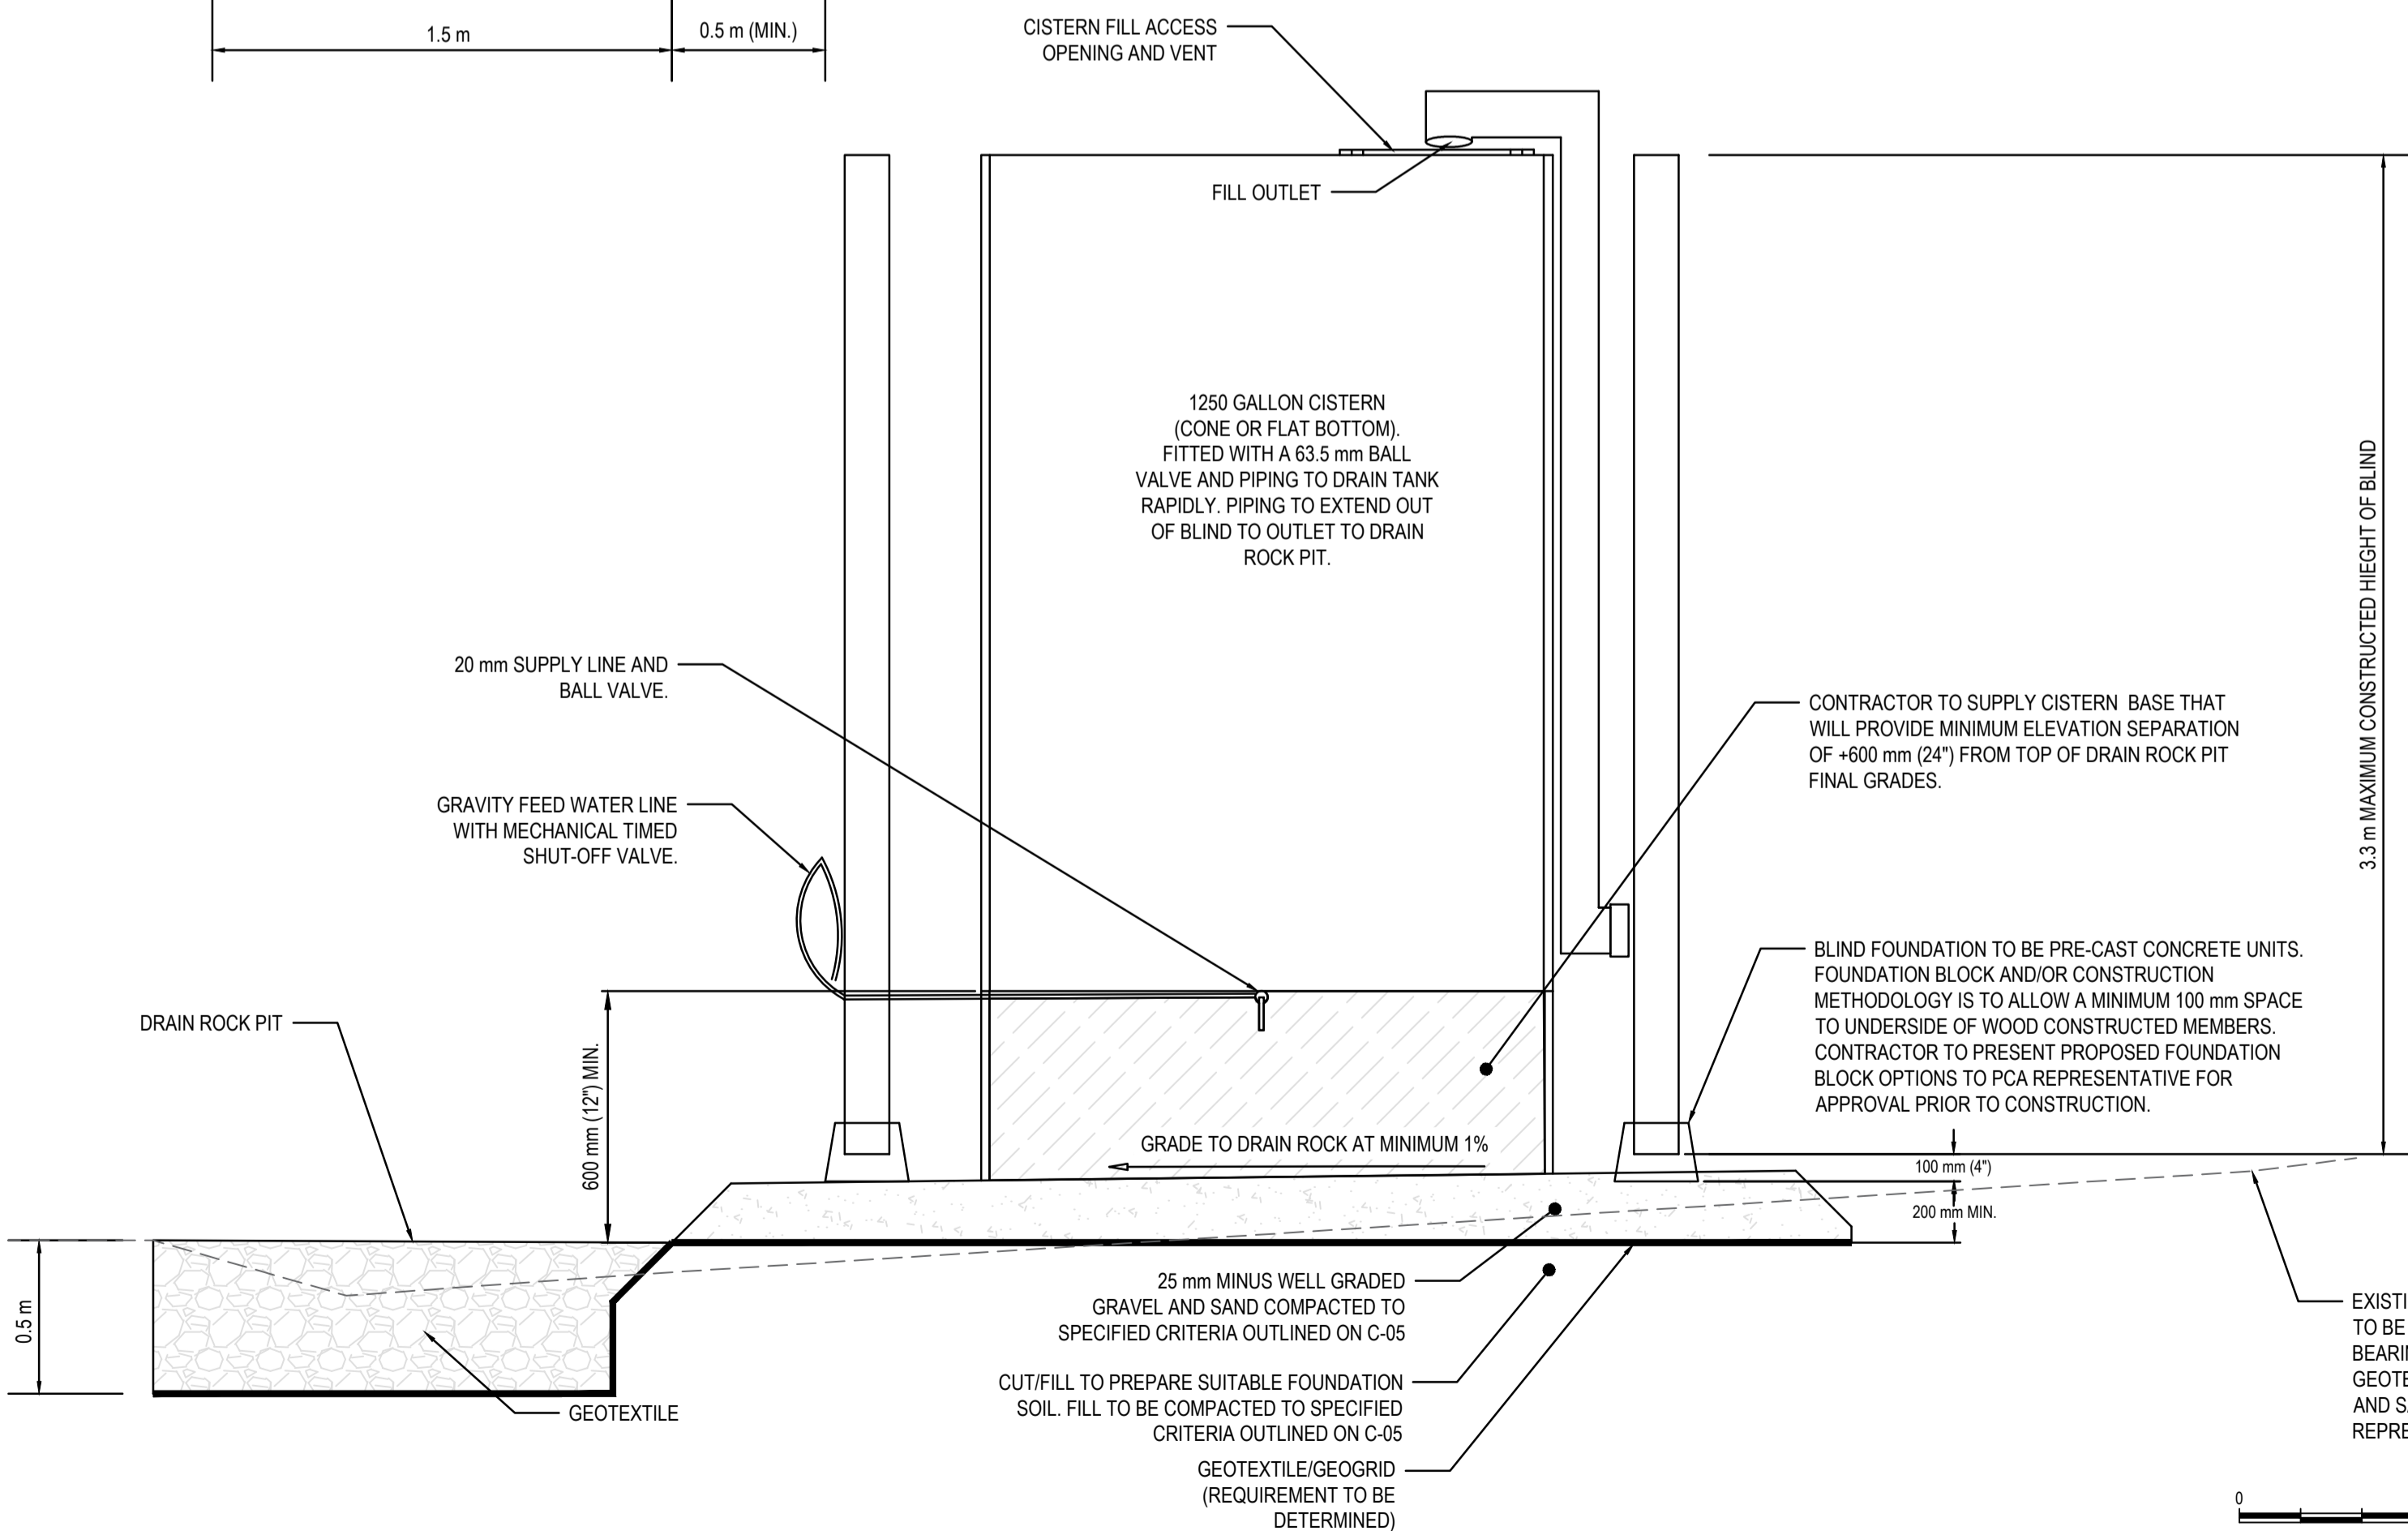 1.5 m
0.5 m (MIN.)
CISTERN FILL ACCESS
OPENING AND VENT
FILL OUTLET
1250 GALLON CISTERN
(CONE OR FLAT BOTTOM).
FITTED WITH A 63.5 mm BALL
VALVE AND PIPING TO DRAIN TANK
RAPIDLY. PIPING TO EXTEND OUT
OF BLIND TO OUTLET TO DRAIN
ROCK PIT.
3.3 m MAXIMUM CONSTRUCTED HIEGHT OF BLIND
20 mm SUPPLY LINE AND
BALL VALVE.
CONTRACTOR TO SUPPLY CISTERN BASE THAT
WILL PROVIDE MINIMUM ELEVATION SEPARATION
OF +600 mm (24") FROM TOP OF DRAIN ROCK PIT
FINAL GRADES.
GRAVITY FEED WATER LINE
WITH MECHANICAL TIMED
SHUT-OFF VALVE.
BLIND FOUNDATION TO BE PRE-CAST CONCRETE UNITS.
FOUNDATION BLOCK AND/OR CONSTRUCTION
METHODOLOGY IS TO ALLOW A MINIMUM 100 mm SPACE
TO UNDERSIDE OF WOOD CONSTRUCTED MEMBERS.
CONTRACTOR TO PRESENT PROPOSED FOUNDATION
BLOCK OPTIONS TO PCA REPRESENTATIVE FOR
APPROVAL PRIOR TO CONSTRUCTION.
DRAIN ROCK PIT
600 mm (12") MIN.
GRADE TO DRAIN ROCK AT MINIMUM 1%
100 mm (4")
200 mm MIN.
0.5 m
25 mm MINUS WELL GRADED
GRAVEL AND SAND COMPACTED TO
SPECIFIED CRITERIA OUTLINED ON C-05
CUT/FILL TO PREPARE SUITABLE FOUNDATION
SOIL. FILL TO BE COMPACTED TO SPECIFIED
CRITERIA OUTLINED ON C-05
GEOTEXTILE
GEOTEXTILE/GEOGRID
(REQUIREMENT TO BE
DETERMINED)
EXISTI
TO BE
BEARIN
GEOTE
AND SA
REPRE
0